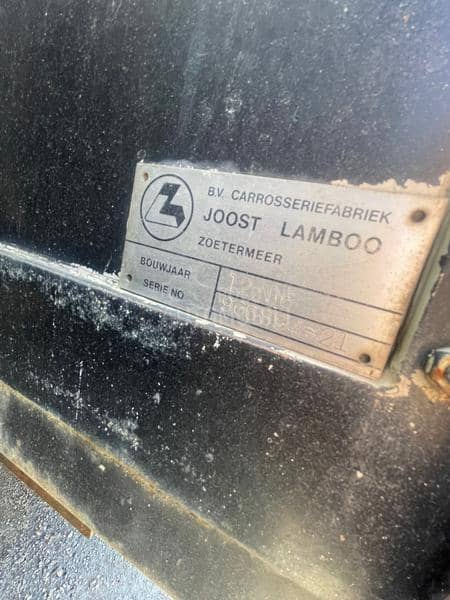 B.V. CARROSSERIEFABRIEK
JOOST LAMBOO
ZOETERMEER
BOUWJAAR
SERIE NO